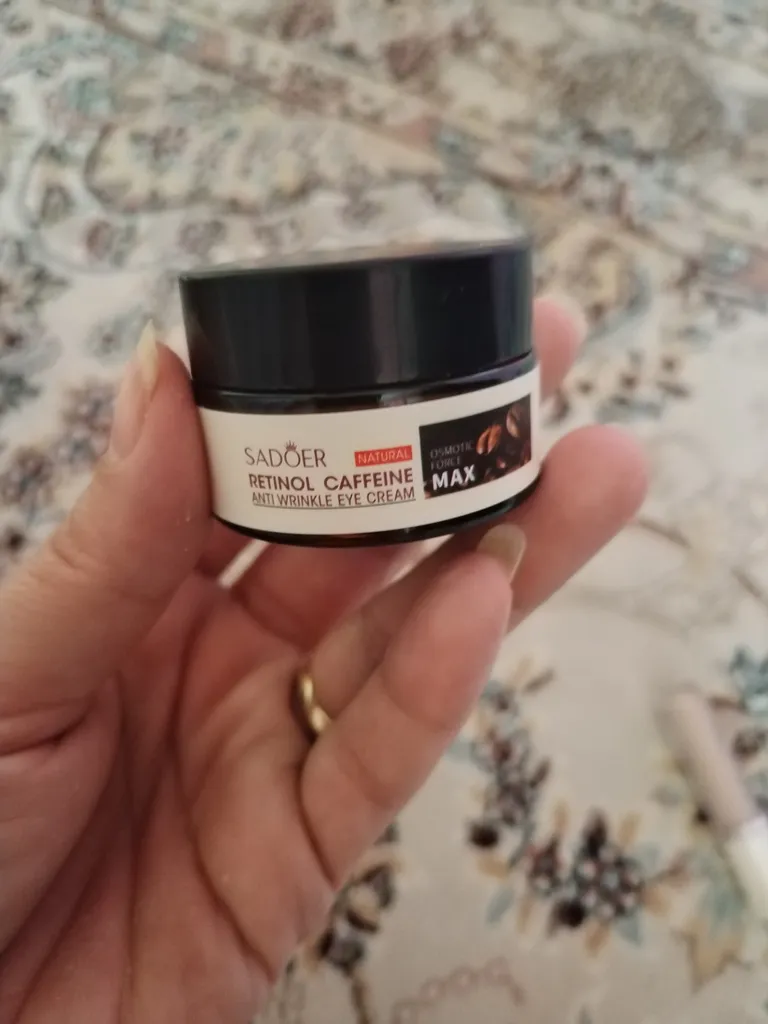 SADOER
NATURAL
RETINOL CAFFEINE
ANTI WRINKLE EYE CREAM
OSMOTIC
FORCE
MAX